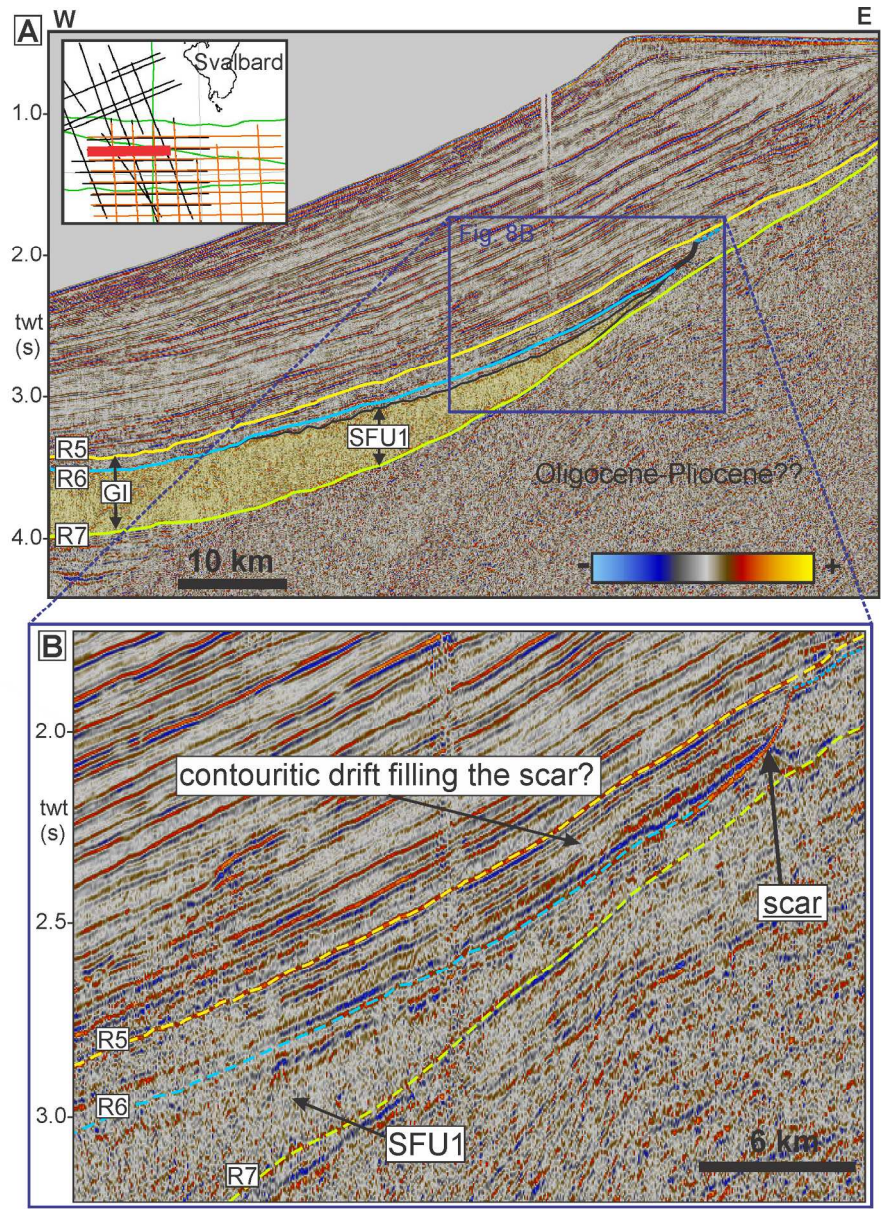 A
W
E
Svalbard
1.0
2.0
twt
(s)
3.0
4.0
Fig. 8B
R5
R6
GI
R7
SFU1
Oligocene-Pliocene??
10 km
- +
B
2.0
twt
(s)
2.5
3.0
contouritic drift filling the scar?
scar
R5
R6
SFU1
R7
6 km